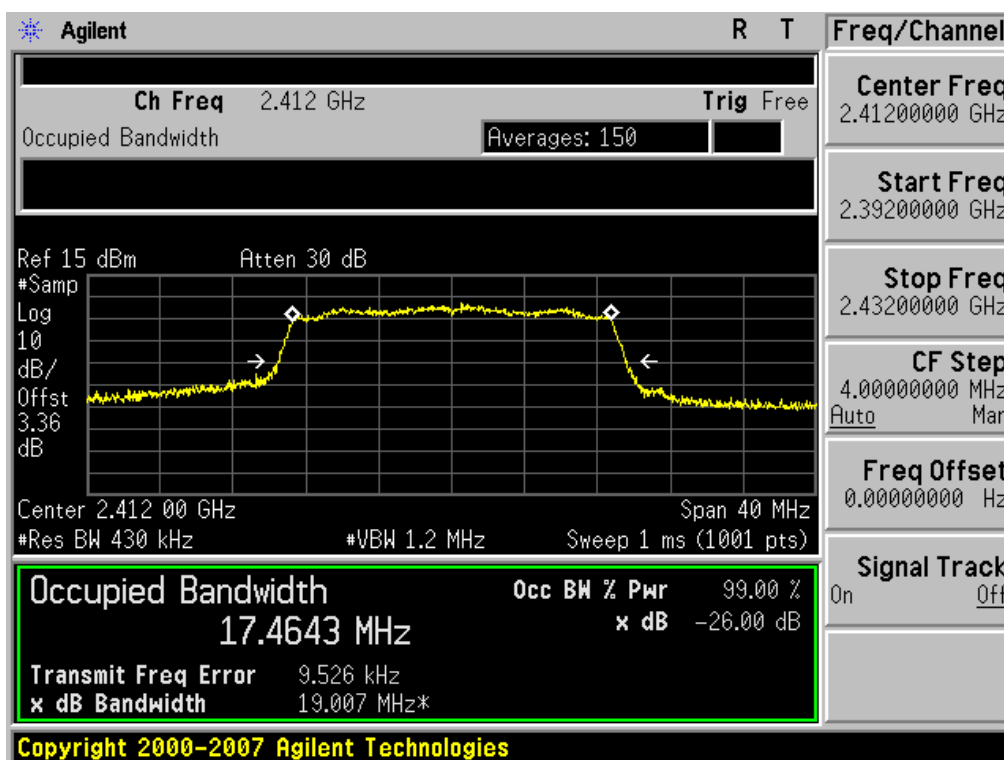 Agilent R T
Freq/Channel
Ch Freq 2.412 GHz Trig Free
Occupied Bandwidth Averages: 150
Ref 15 dBm Atten 30 dB
#Samp
Log
10
dB/
Offst
3.36
dB
Center 2.412 00 GHz Span 40 MHz
#Res BW 430 kHz #VBW 1.2 MHz Sweep 1 ms (1001 pts)
Occupied Bandwidth Occ BW % Pwr 99.00 %
17.4643 MHz x dB -26.00 dB
Transmit Freq Error 9.526 kHz
x dB Bandwidth 19.007 MHz*
Copyright 2000-2007 Agilent Technologies
Center Freq
2.41200000 GHz
Start Freq
2.39200000 GHz
Stop Freq
2.43200000 GHz
CF Step
4.00000000 MHz
Auto Man
Freq Offset
0.00000000 Hz
Signal Track
On Off